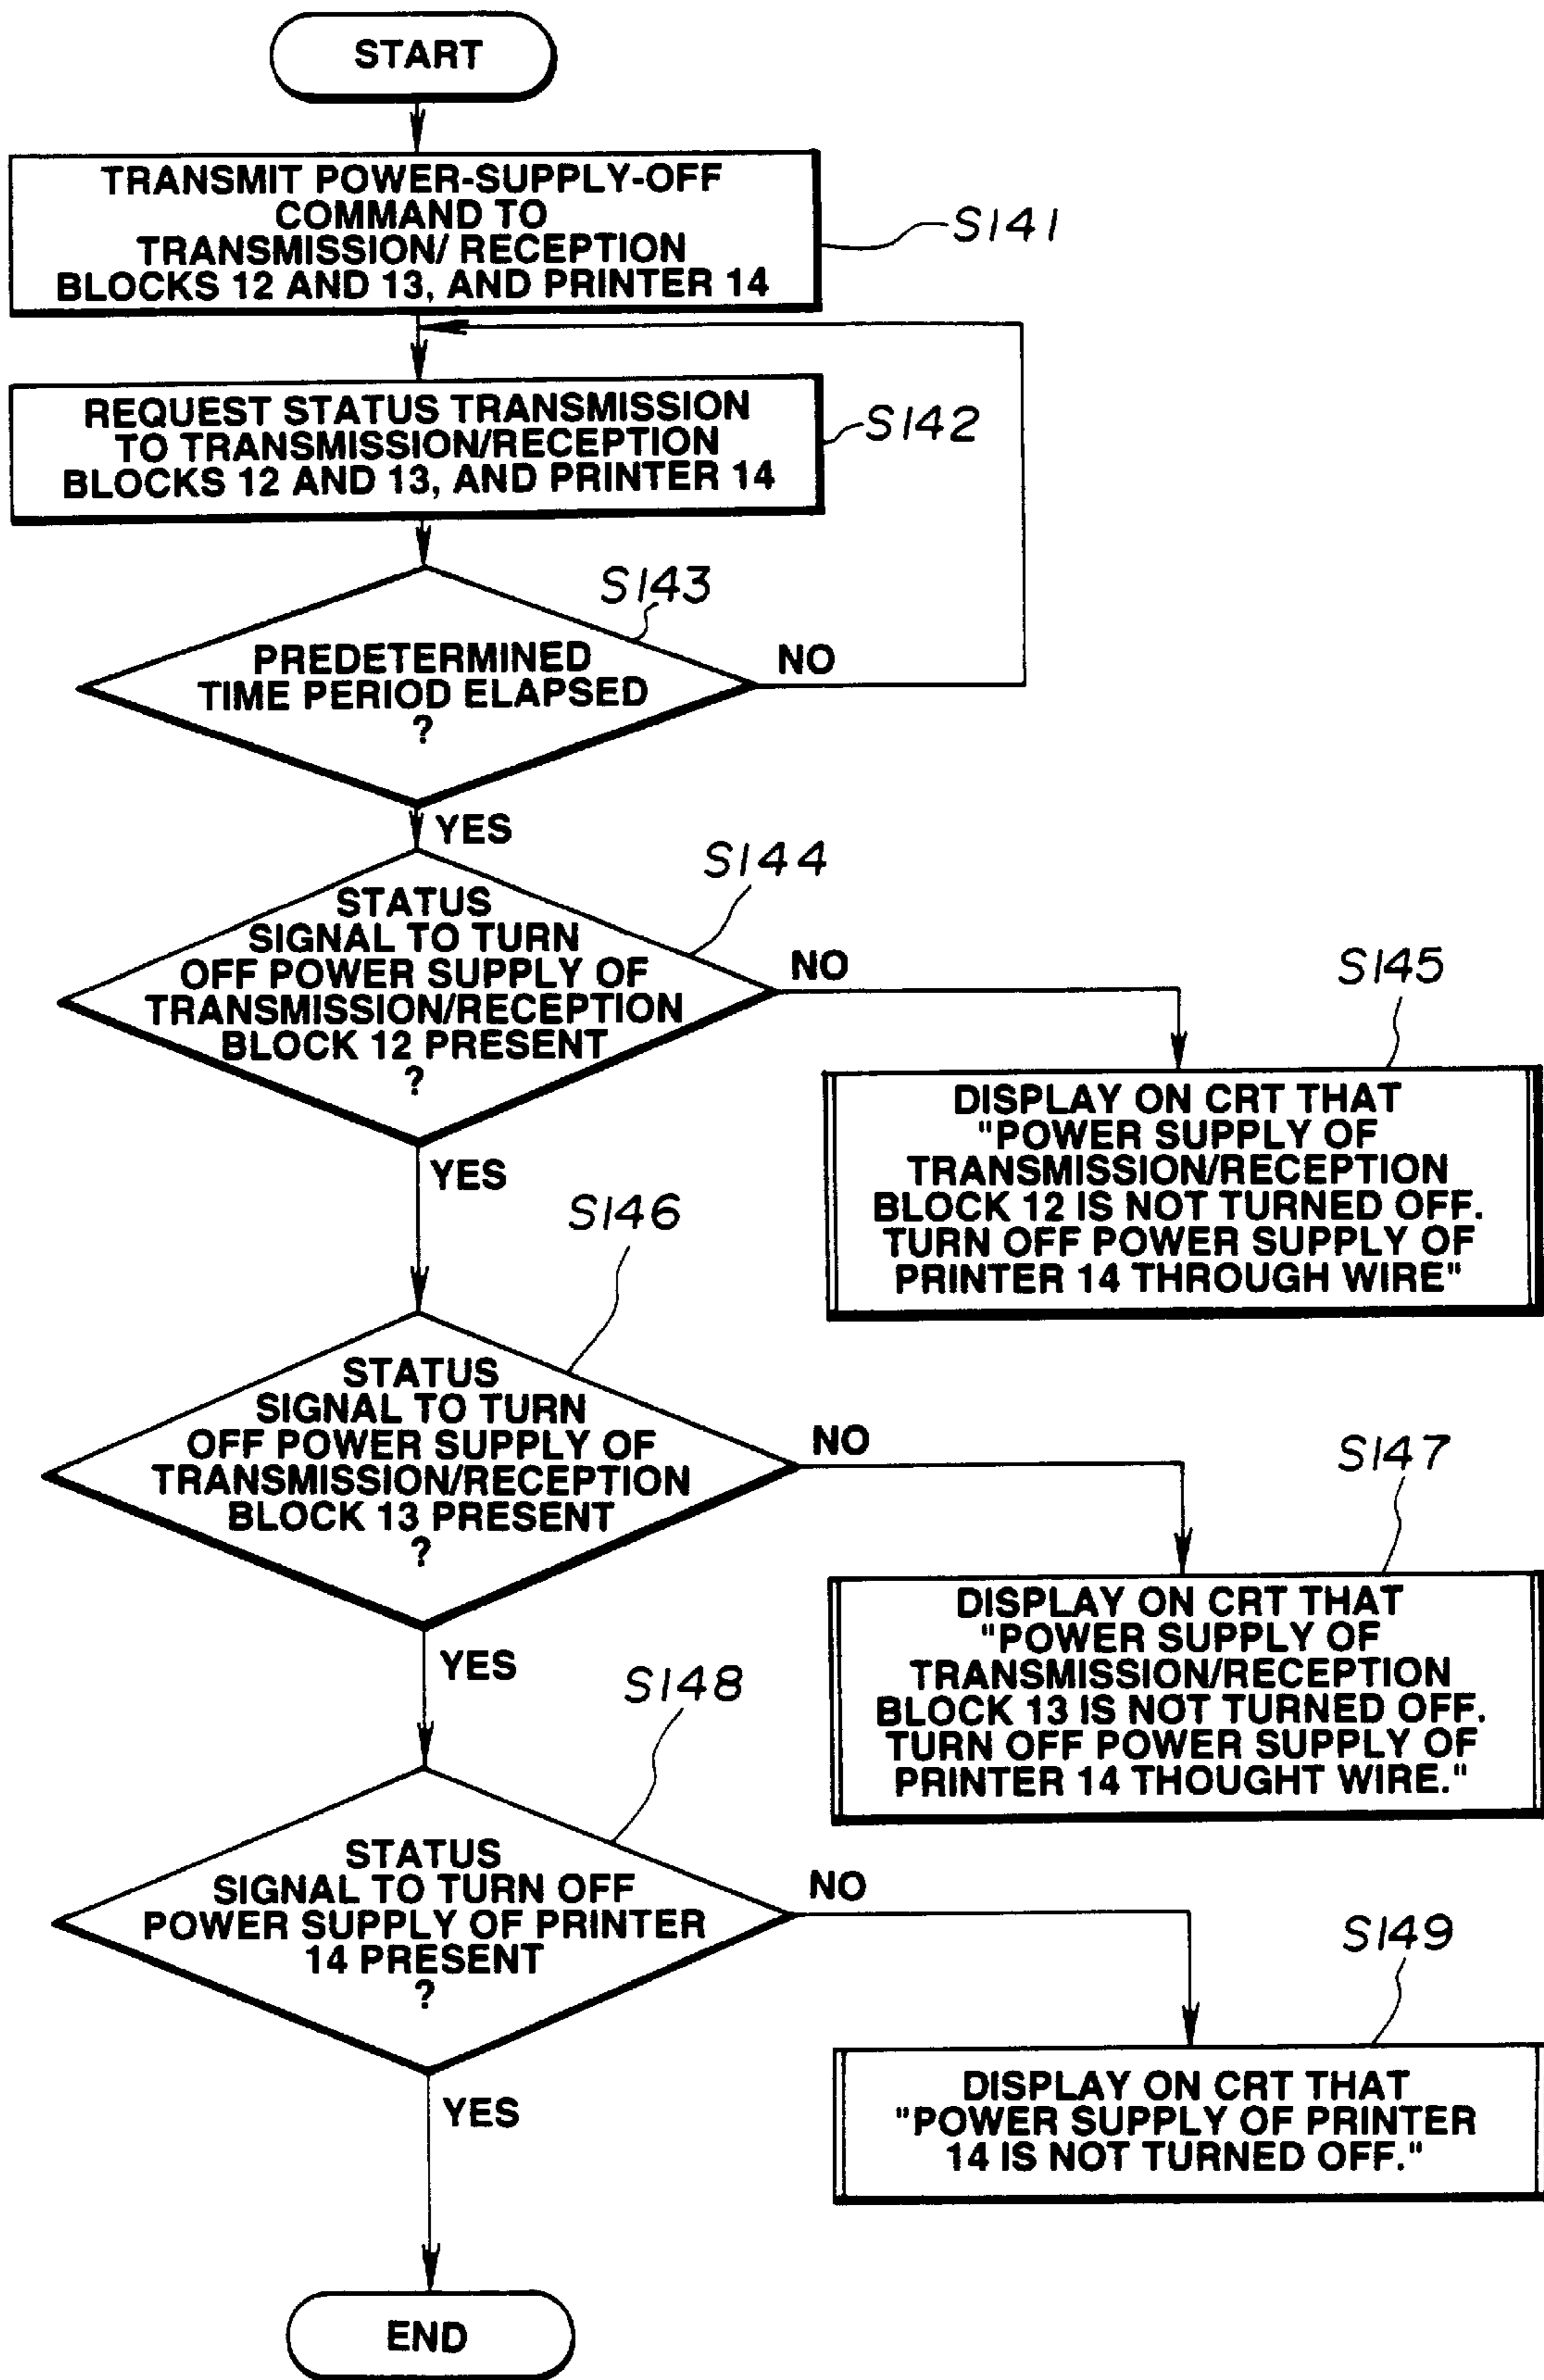 START
TRANSMIT POWER-SUPPLY-OFF
COMMAND TO
TRANSMISSION/ RECEPTION
BLOCKS 12 AND 13, AND PRINTER 14
S141
REQUEST STATUS TRANSMISSION
TO TRANSMISSION/RECEPTION
BLOCKS 12 AND 13, AND PRINTER 14
S142
S143
PREDETERMINED
TIME PERIOD ELAPSED
?
NO
YES
S144
STATUS
SIGNAL TO TURN
OFF POWER SUPPLY OF
TRANSMISSION/RECEPTION
BLOCK 12 PRESENT
?
NO
YES
S145
DISPLAY ON CRT THAT
"POWER SUPPLY OF
TRANSMISSION/RECEPTION
BLOCK 12 IS NOT TURNED OFF.
TURN OFF POWER SUPPLY OF
PRINTER 14 THROUGH WIRE"
S146
STATUS
SIGNAL TO TURN
OFF POWER SUPPLY OF
TRANSMISSION/RECEPTION
BLOCK 13 PRESENT
?
NO
YES
S147
DISPLAY ON CRT THAT
"POWER SUPPLY OF
TRANSMISSION/RECEPTION
BLOCK 13 IS NOT TURNED OFF.
TURN OFF POWER SUPPLY OF
PRINTER 14 THOUGHT WIRE."
S148
STATUS
SIGNAL TO TURN OFF
POWER SUPPLY OF PRINTER
14 PRESENT
?
NO
YES
S149
DISPLAY ON CRT THAT
"POWER SUPPLY OF PRINTER
14 IS NOT TURNED OFF."
END